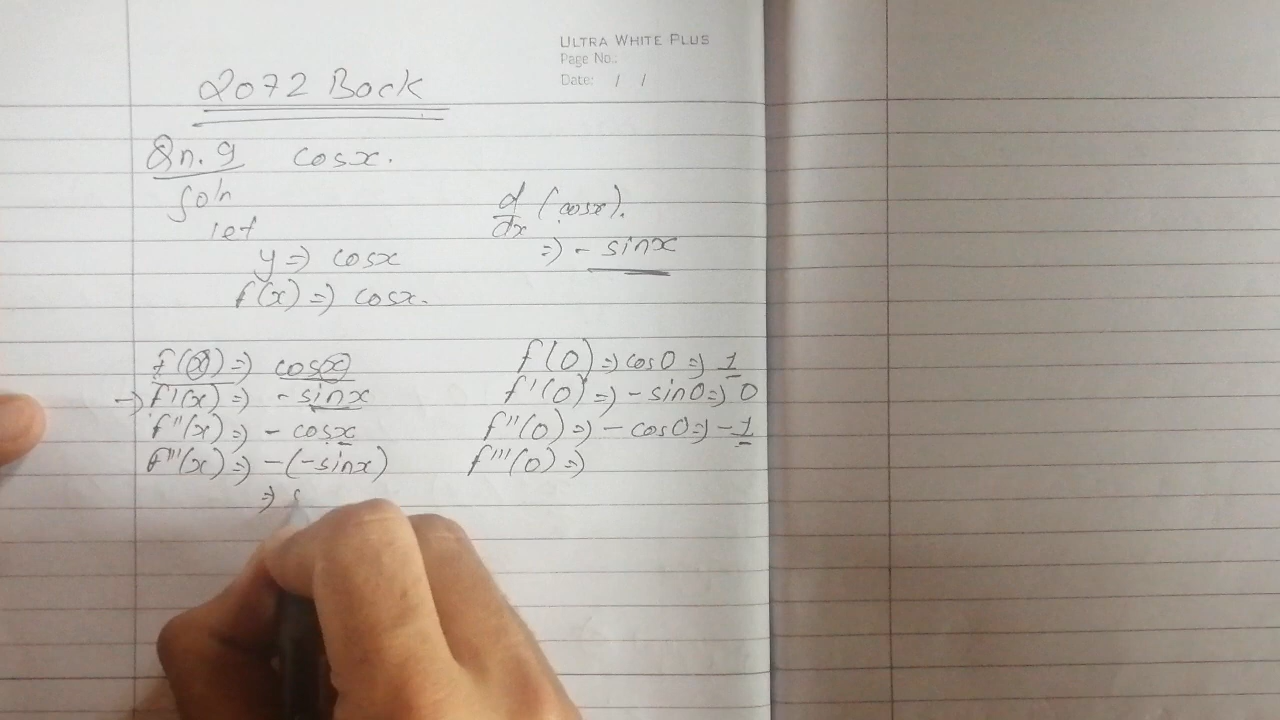 ULTRA WHITE PLUS
Page No.:
Date: / /
2072 Back
Qn. 9 cosx.
Soln
let
y => cosx
f(x) => cosx.
d/dx (cosx).
=> - sinx
f(x) => cosx f(0) => cos0 => 1
-> f'(x) => - sinx f'(0) => - sin0 => 0
f''(x) => - cosx f''(0) => - cos0 => -1
f'''(x) => -(-sinx) f'''(0) =>
=> s